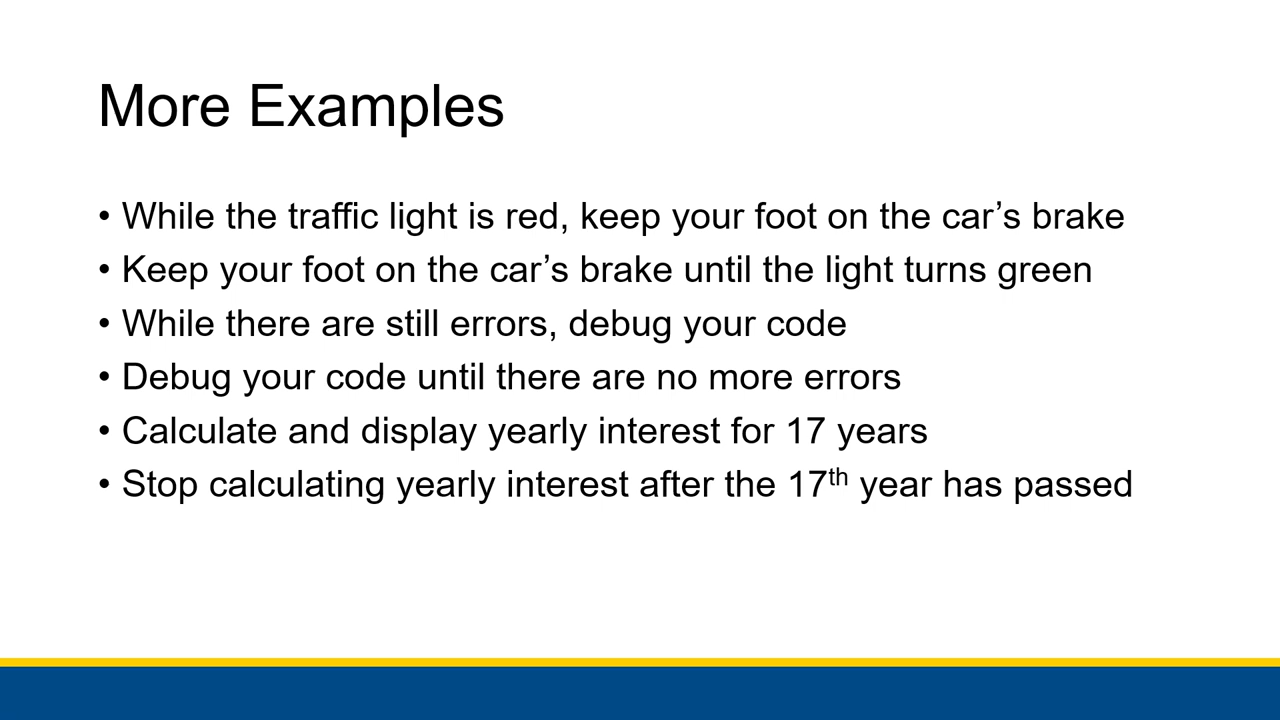 More Examples
• While the traffic light is red, keep your foot on the car’s brake
• Keep your foot on the car’s brake until the light turns green
• While there are still errors, debug your code
• Debug your code until there are no more errors
• Calculate and display yearly interest for 17 years
• Stop calculating yearly interest after the 17th year has passed